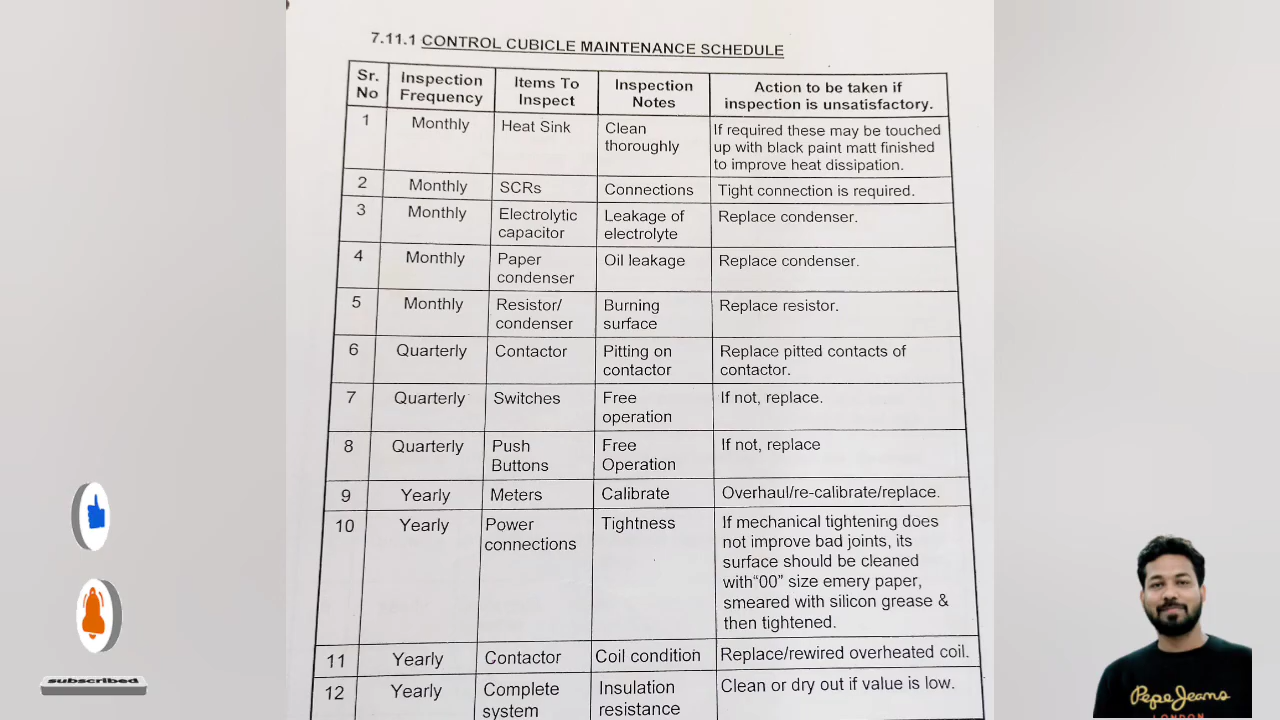 7.11.1 CONTROL CUBICLE MAINTENANCE SCHEDULE
Sr. No Inspection Frequency Items To Inspect Inspection Notes Action to be taken if inspection is unsatisfactory.
1 Monthly Heat Sink Clean thoroughly If required these may be touched up with black paint matt finished to improve heat dissipation.
2 Monthly SCRs Connections Tight connection is required.
3 Monthly Electrolytic capacitor Leakage of electrolyte Replace condenser.
4 Monthly Paper condenser Oil leakage Replace condenser.
5 Monthly Resistor/ condenser Burning surface Replace resistor.
6 Quarterly Contactor Pitting on contactor Replace pitted contacts of contactor.
7 Quarterly Switches Free operation If not, replace.
8 Quarterly Push Buttons Free Operation If not, replace
9 Yearly Meters Calibrate Overhaul/re-calibrate/replace.
10 Yearly Power connections Tightness If mechanical tightening does not improve bad joints, its surface should be cleaned with“00” size emery paper, smeared with silicon grease & then tightened.
11 Yearly Contactor Coil condition Replace/rewired overheated coil.
12 Yearly Complete system Insulation resistance Clean or dry out if value is low.
subscribed
Pepe Jeans
LONDON